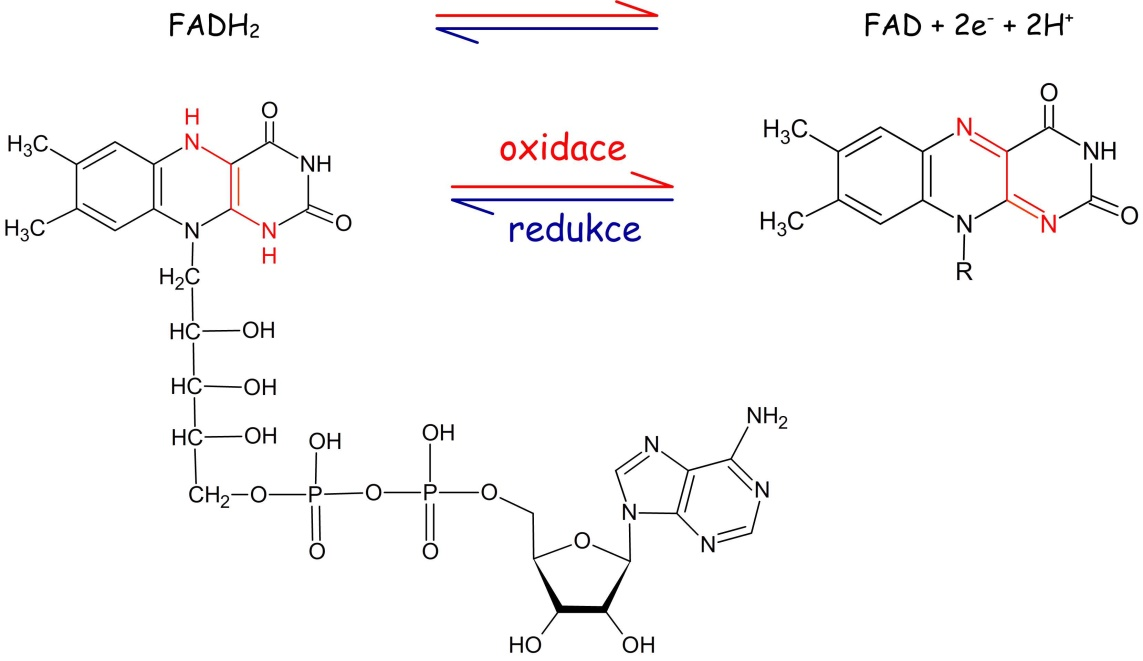 FADH₂
FAD + 2e⁻ + 2H⁺
oxidace
redukce
H
N
O
H₃C
NH
H₃C
N
N
H
O
H₂C
HC
OH
HC
OH
HC
OH
CH₂
O
P
OH
O
O
P
OH
O
O
O
N
N
NH₂
N
N
HO
OH
O
H₃C
N
NH
H₃C
N
N
O
R